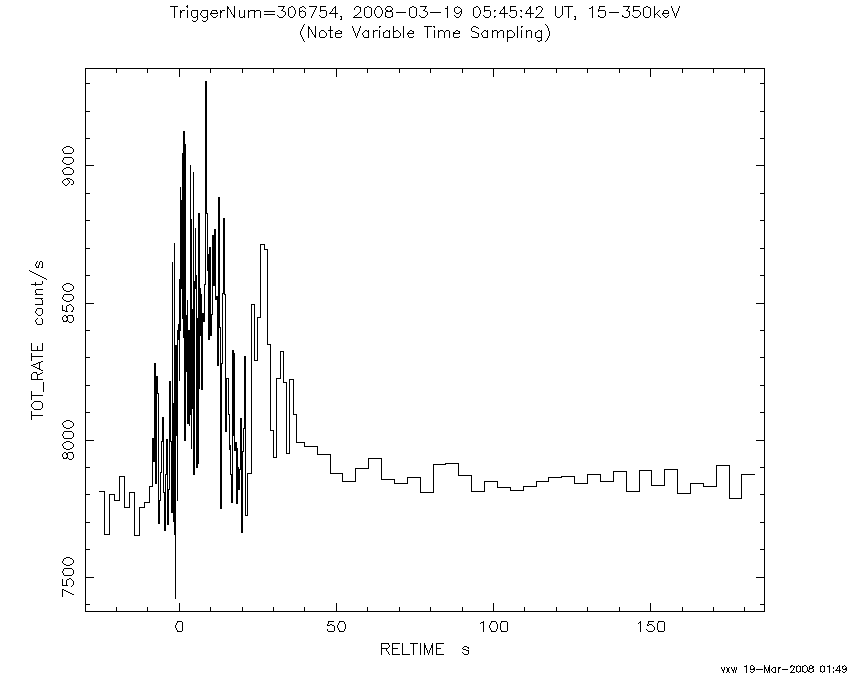 TriggerNum=306754, 2008-03-19 05:45:42 UT, 15-350keV
(Note Variable Time Sampling)
9000
8500
8000
7500
TOT_RATE count/s
0 50 100 150
RELTIME s
vxw 19-Mar-2008 01:49